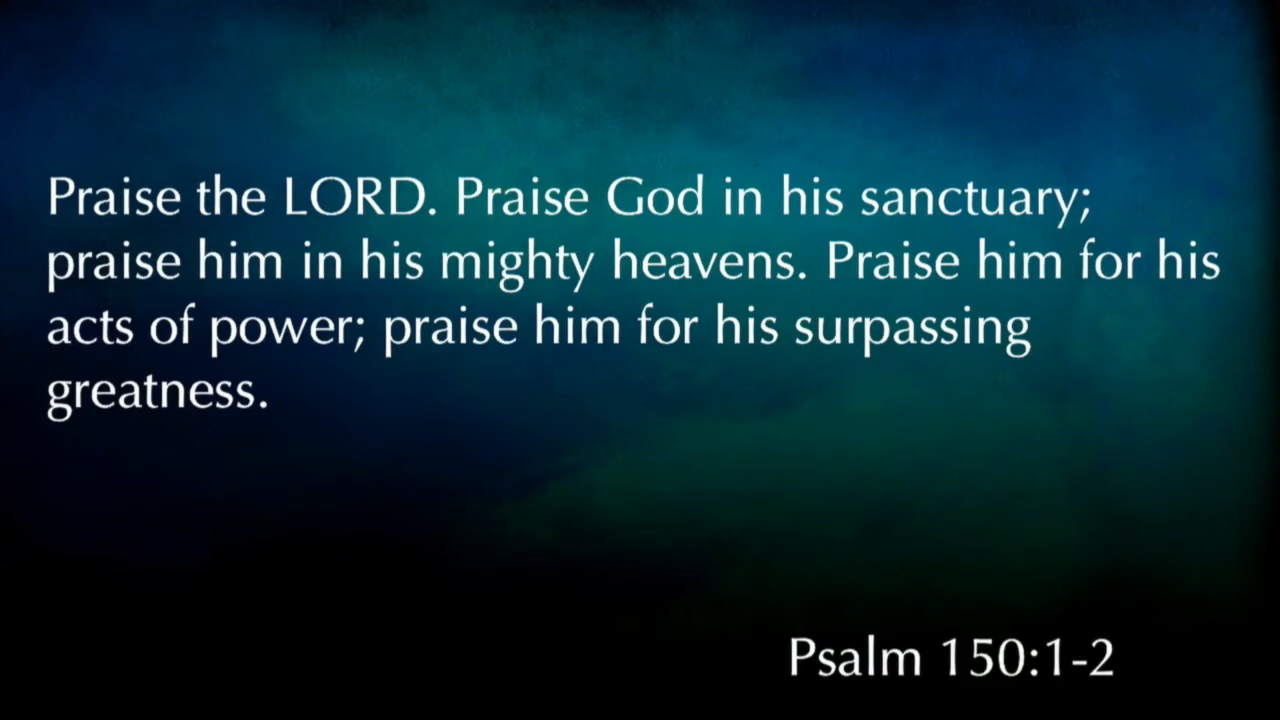 Praise the LORD. Praise God in his sanctuary;
praise him in his mighty heavens. Praise him for his
acts of power; praise him for his surpassing
greatness.
Psalm 150:1-2